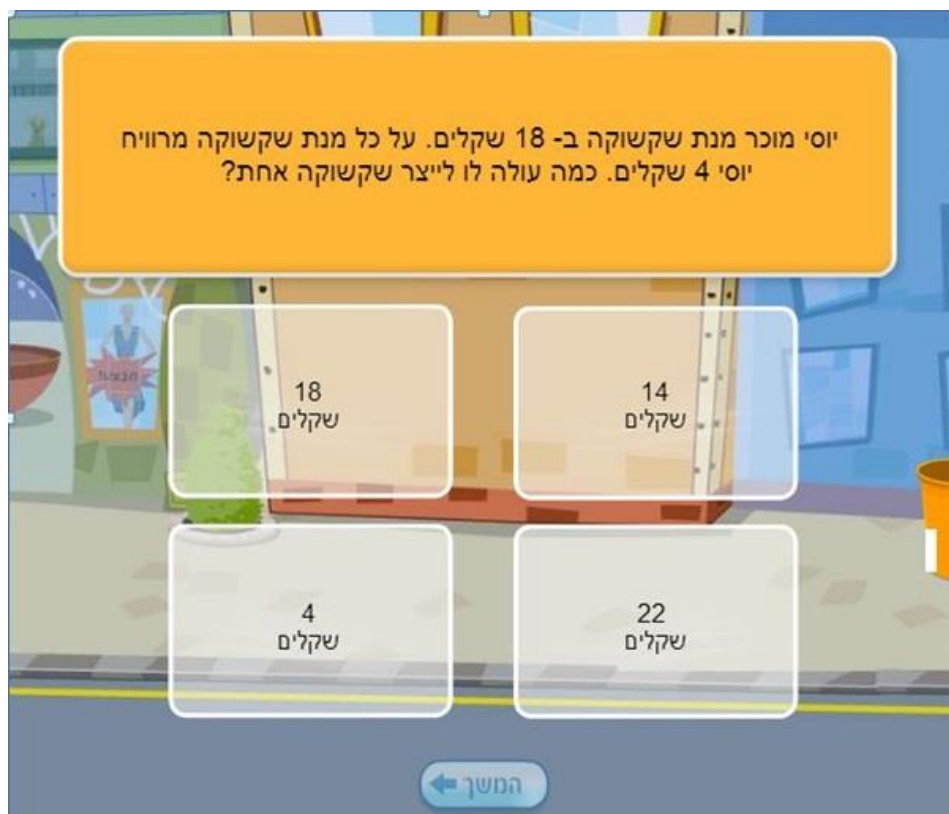 יוסי מוכר מנת שקשוקה ב- 18 שקלים. על כל מנת שקשוקה מרוויח
יוסי 4 שקלים. כמה עולה לו לייצר שקשוקה אחת?
14
שקלים
18
שקלים
22
שקלים
4
שקלים
המשך
מבצע!